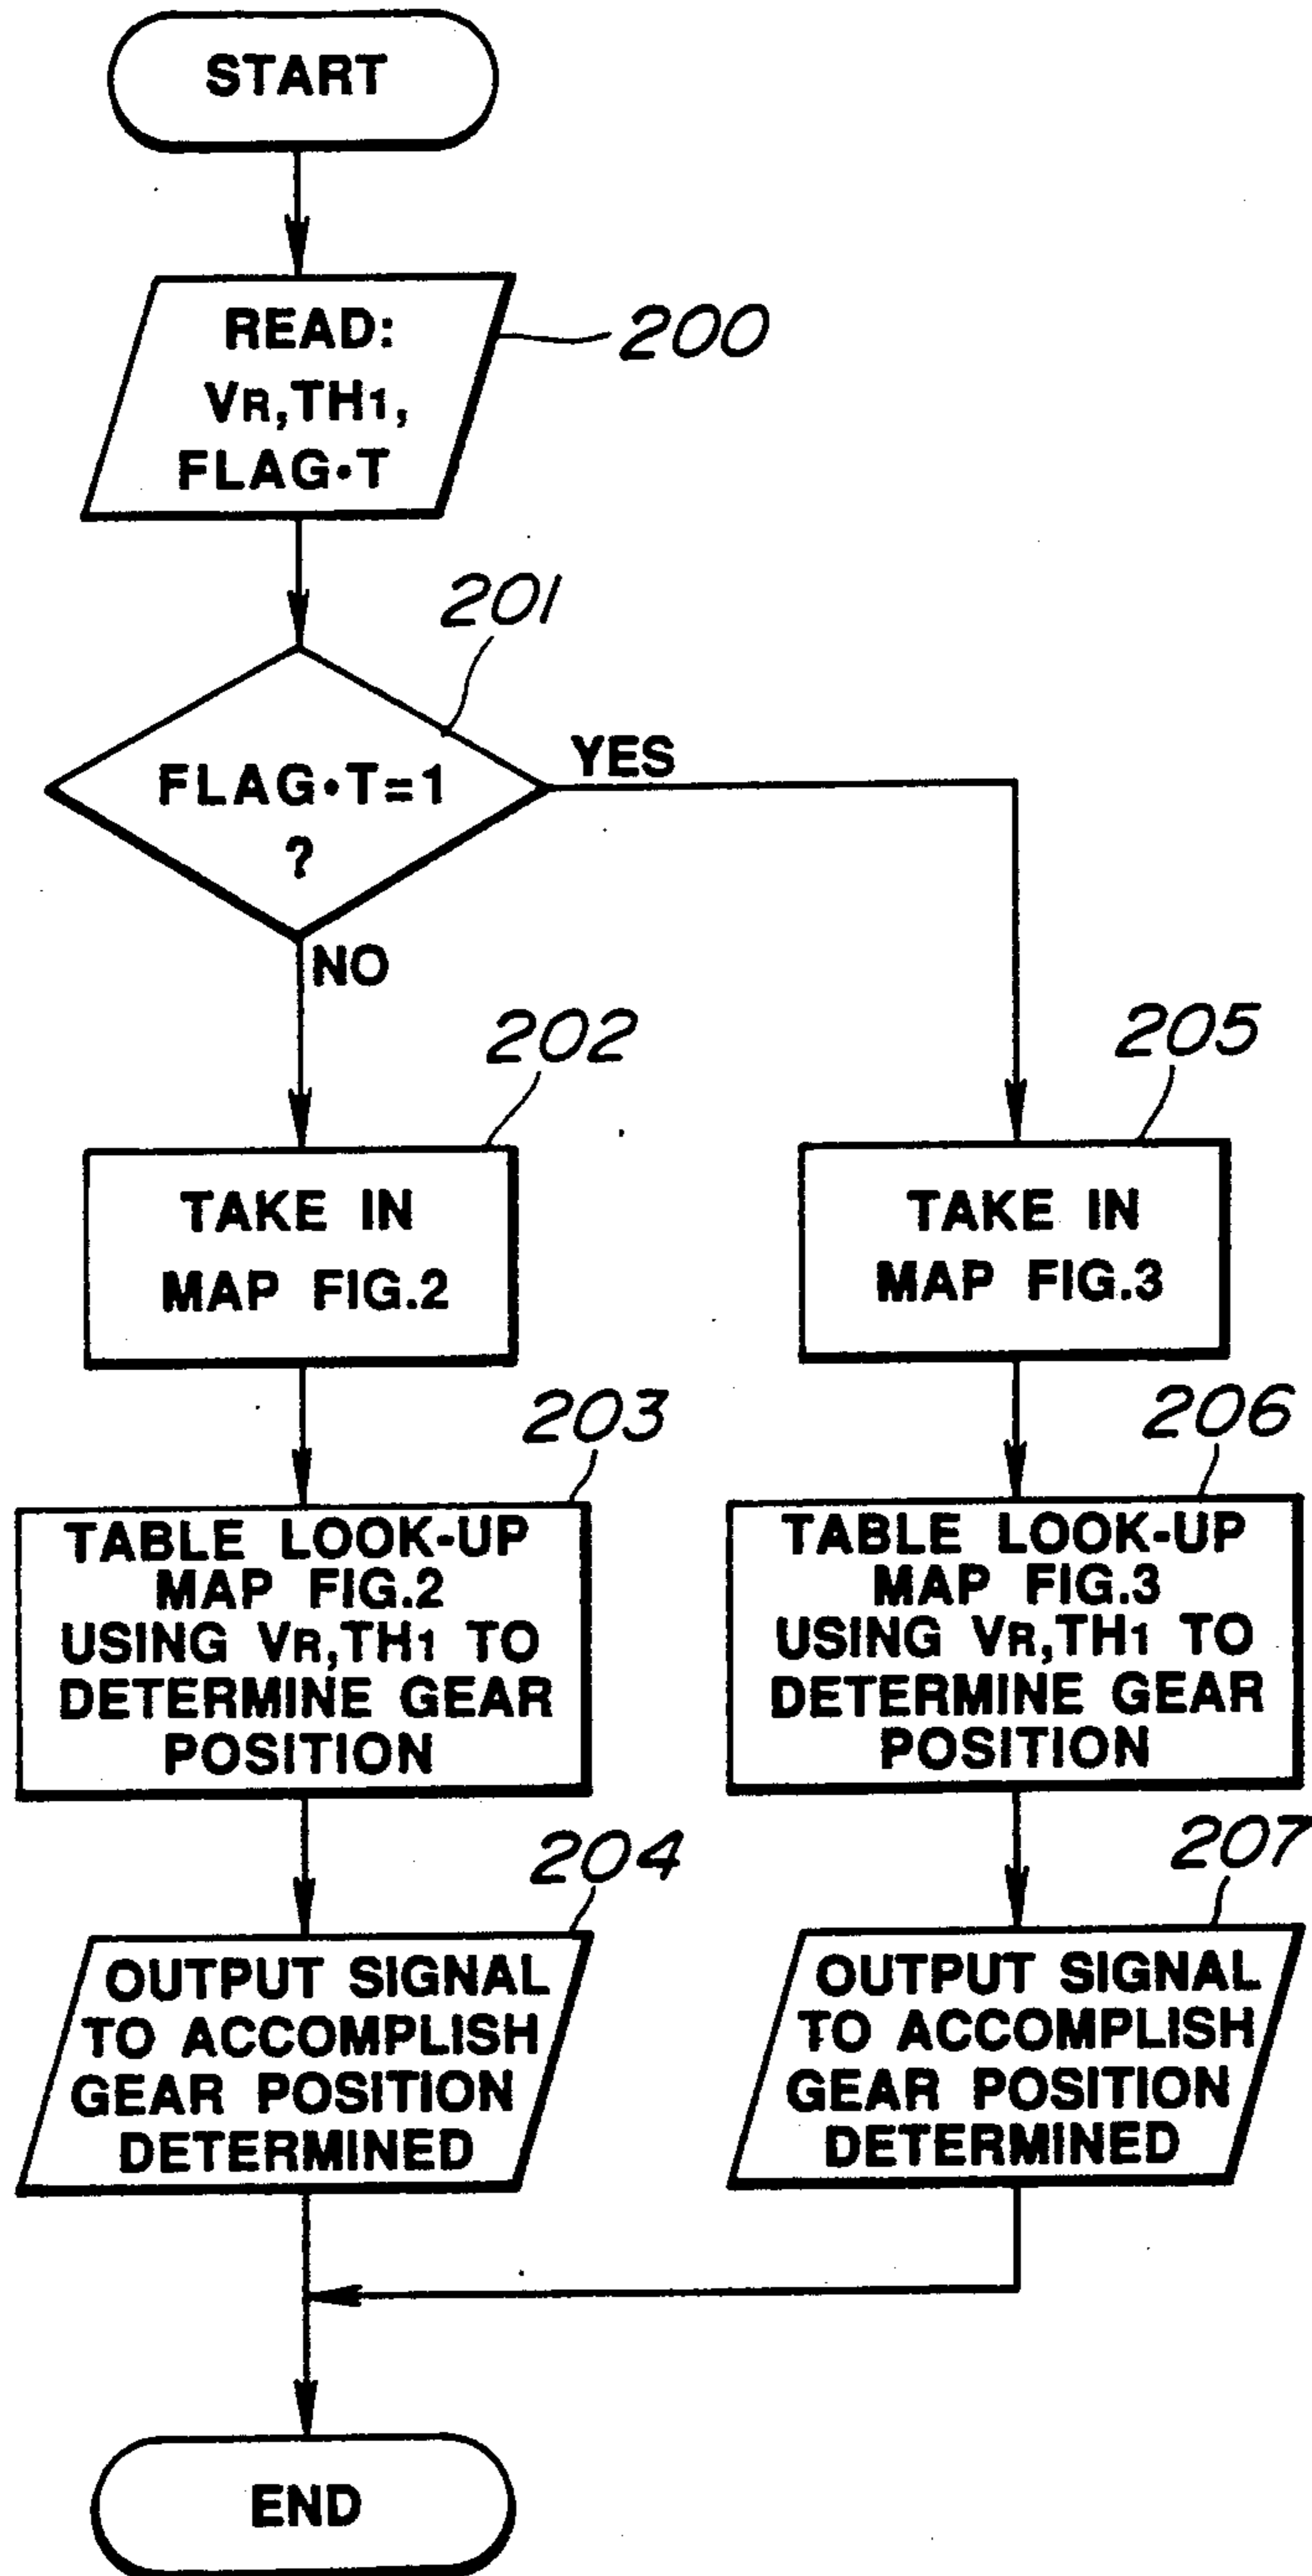 START
READ:
VR,TH1,
FLAG•T
200
201
FLAG•T=1
?
YES
NO
202
TAKE IN
MAP FIG.2
205
TAKE IN
MAP FIG.3
203
TABLE LOOK-UP
MAP FIG.2
USING VR,TH1 TO
DETERMINE GEAR
POSITION
206
TABLE LOOK-UP
MAP FIG.3
USING VR,TH1 TO
DETERMINE GEAR
POSITION
204
OUTPUT SIGNAL
TO ACCOMPLISH
GEAR POSITION
DETERMINED
207
OUTPUT SIGNAL
TO ACCOMPLISH
GEAR POSITION
DETERMINED
END